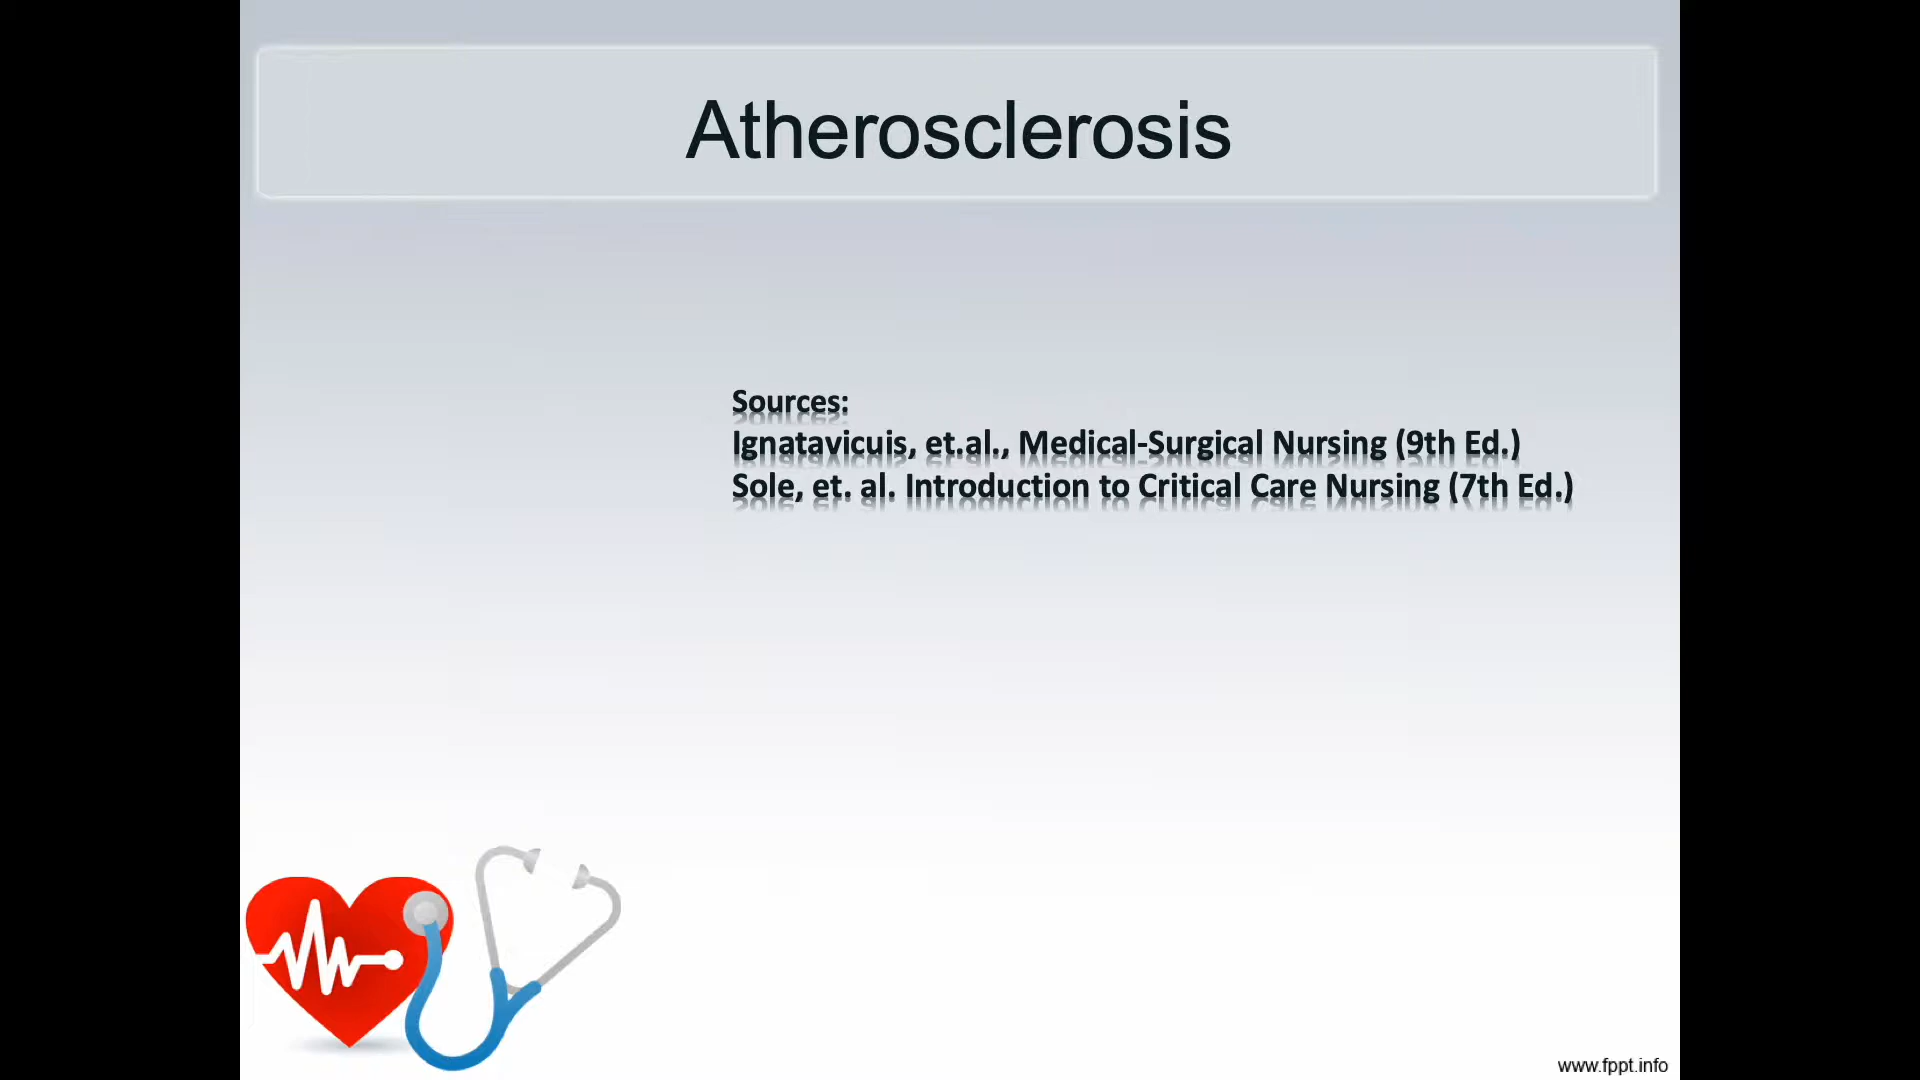 Atherosclerosis
Sources:
Ignatavicuis, et.al., Medical-Surgical Nursing (9th Ed.)
Sole, et. al. Introduction to Critical Care Nursing (7th Ed.)
www.fppt.info